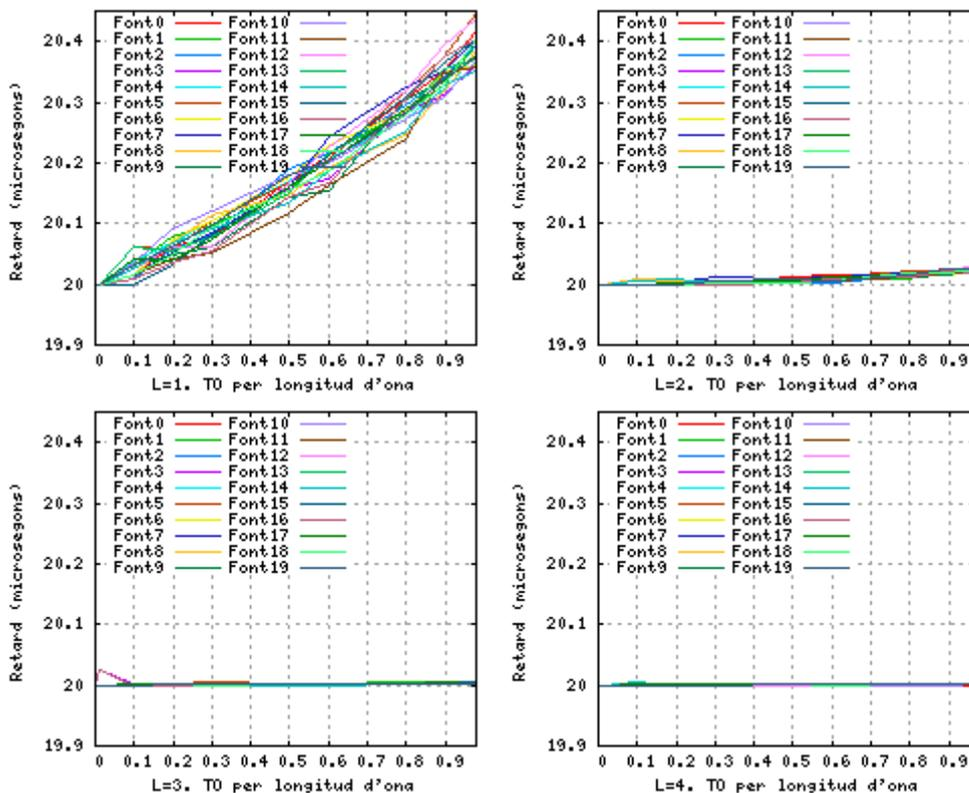 20.4
20.3
20.2
20.1
20
19.9
Retard (microsegons)
Font0 Font10
Font1 Font11
Font2 Font12
Font3 Font13
Font4 Font14
Font5 Font15
Font6 Font16
Font7 Font17
Font8 Font18
Font9 Font19
0 0.1 0.2 0.3 0.4 0.5 0.6 0.7 0.8 0.9
L=1. T0 per longitud d'ona
20.4
20.3
20.2
20.1
20
19.9
Retard (microsegons)
Font0 Font10
Font1 Font11
Font2 Font12
Font3 Font13
Font4 Font14
Font5 Font15
Font6 Font16
Font7 Font17
Font8 Font18
Font9 Font19
0 0.1 0.2 0.3 0.4 0.5 0.6 0.7 0.8 0.9
L=2. T0 per longitud d'ona
20.4
20.3
20.2
20.1
20
19.9
Retard (microsegons)
Font0 Font10
Font1 Font11
Font2 Font12
Font3 Font13
Font4 Font14
Font5 Font15
Font6 Font16
Font7 Font17
Font8 Font18
Font9 Font19
0 0.1 0.2 0.3 0.4 0.5 0.6 0.7 0.8 0.9
L=3. T0 per longitud d'ona
20.4
20.3
20.2
20.1
20
19.9
Retard (microsegons)
Font0 Font10
Font1 Font11
Font2 Font12
Font3 Font13
Font4 Font14
Font5 Font15
Font6 Font16
Font7 Font17
Font8 Font18
Font9 Font19
0 0.1 0.2 0.3 0.4 0.5 0.6 0.7 0.8 0.9
L=4. T0 per longitud d'ona